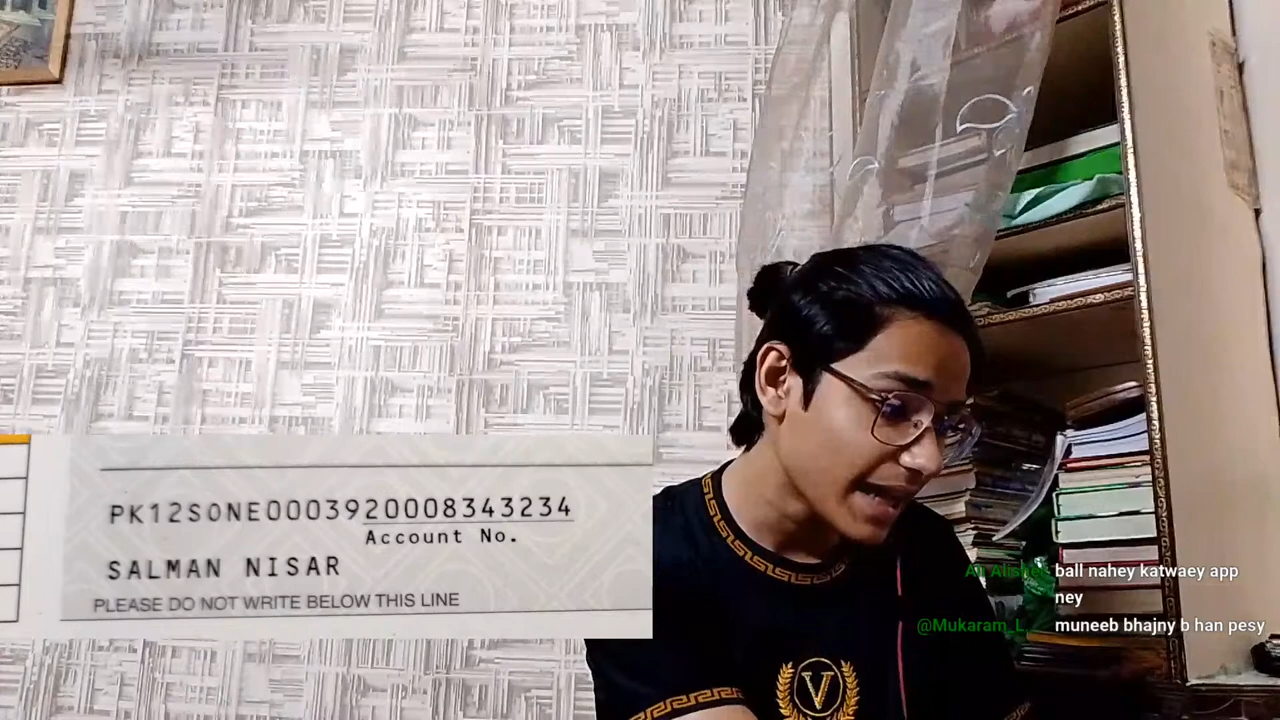 PK12SONE0003920008343234
Account No.
SALMAN NISAR
PLEASE DO NOT WRITE BELOW THIS LINE
V
ball nahey katwaey app
ney
@Mukaram_L muneeb bhajny b han pesy